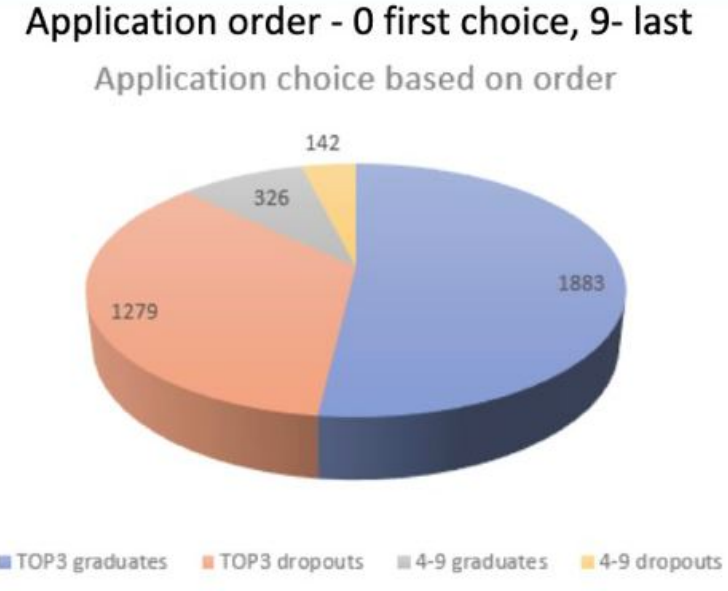 Application order - 0 first choice, 9- last
Application choice based on order
142
326
1883
1279
TOP3 graduates TOP3 dropouts 4-9 graduates 4-9 dropouts